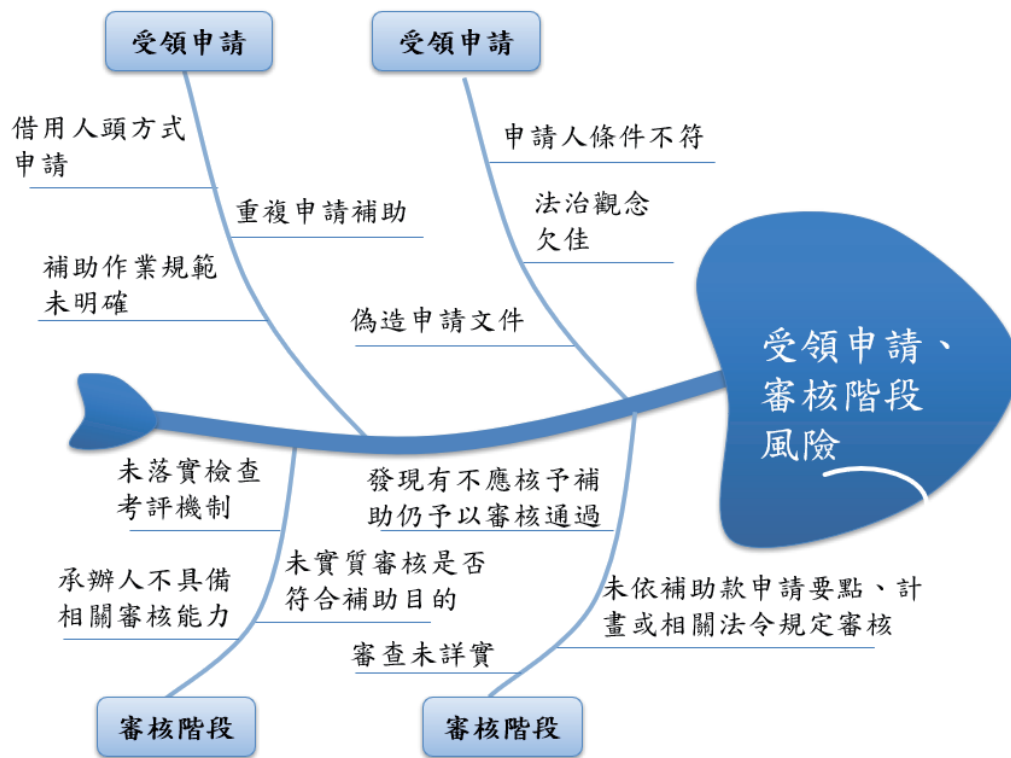 受領申請
受領申請
借用人頭方式
申請
重複申請補助
補助作業規範
未明確
申請人條件不符
法治觀念
欠佳
偽造申請文件
受領申請、
審核階段
風險
未落實檢查
考評機制
承辦人不具備
相關審核能力
未實質審核是否
符合補助目的
發現有不應核予補
助仍予以審核通過
審查未詳實
未依補助款申請要點、計
畫或相關法令規定審核
審核階段
審核階段